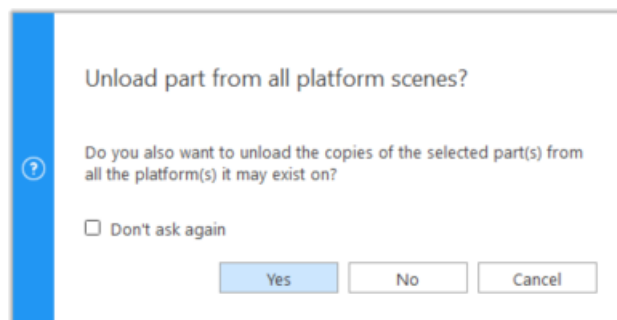 Unload part from all platform scenes?
Do you also want to unload the copies of the selected part(s) from
all the platform(s) it may exist on?
Don't ask again
Yes No Cancel